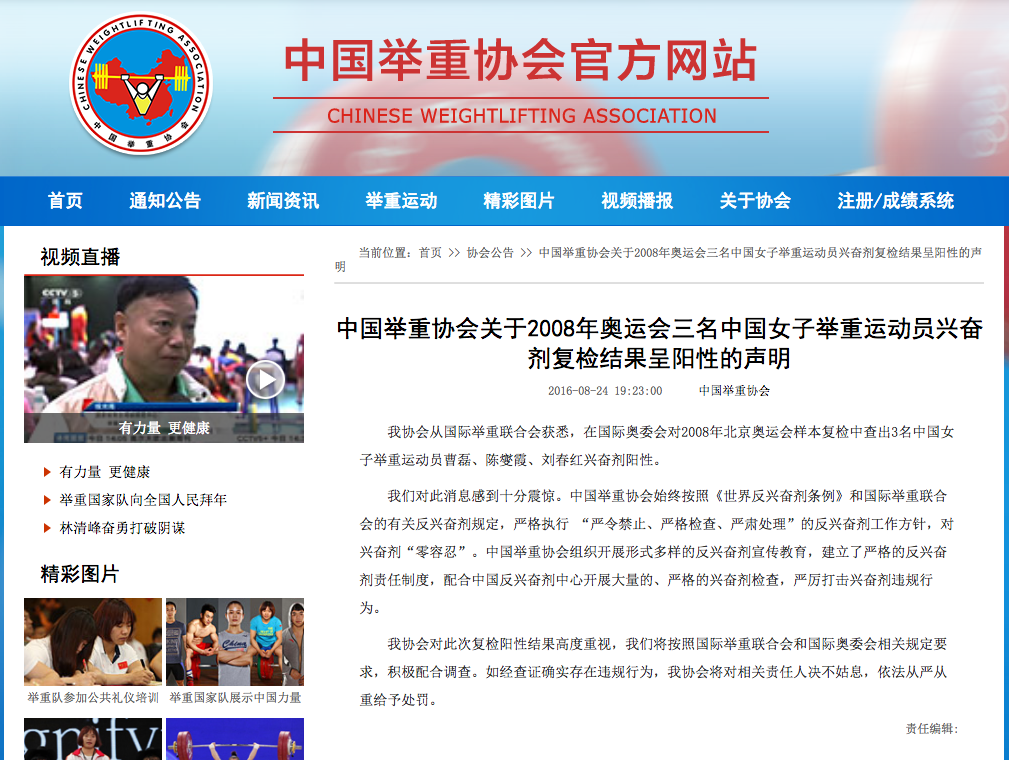 CHINESE WEIGHTLIFTING ASSOCIATION
中国举重协会
中国举重协会官方网站
CHINESE WEIGHTLIFTING ASSOCIATION
首页 通知公告 新闻资讯 举重运动 精彩图片 视频播报 关于协会 注册/成绩系统
视频直播
CCTV 5
有力量 更健康
有力量 更健康
举重国家队向全国人民拜年
林清峰奋勇打破阴谋
精彩图片
China
举重队参加公共礼仪培训 举重国家队展示中国力量
当前位置：首页 >> 协会公告 >> 中国举重协会关于2008年奥运会三名中国女子举重运动员兴奋剂复检结果呈阳性的声
明
中国举重协会关于2008年奥运会三名中国女子举重运动员兴奋
剂复检结果呈阳性的声明
2016-08-24 19:23:00 中国举重协会
我协会从国际举重联合会获悉，在国际奥委会对2008年北京奥运会样本复检中查出3名中国女
子举重运动员曹磊、陈燮霞、刘春红兴奋剂阳性。
我们对此消息感到十分震惊。中国举重协会始终按照《世界反兴奋剂条例》和国际举重联合
会的有关反兴奋剂规定，严格执行 “严令禁止、严格检查、严肃处理”的反兴奋剂工作方针，对
兴奋剂“零容忍”。中国举重协会组织开展形式多样的反兴奋剂宣传教育，建立了严格的反兴奋
剂责任制度，配合中国反兴奋剂中心开展大量的、严格的兴奋剂检查，严厉打击兴奋剂违规行
为。
我协会对此次复检阳性结果高度重视，我们将按照国际举重联合会和国际奥委会相关规定要
求，积极配合调查。如经查证确实存在违规行为，我协会将对相关责任人决不姑息，依法从严从
重给予处罚。
责任编辑：